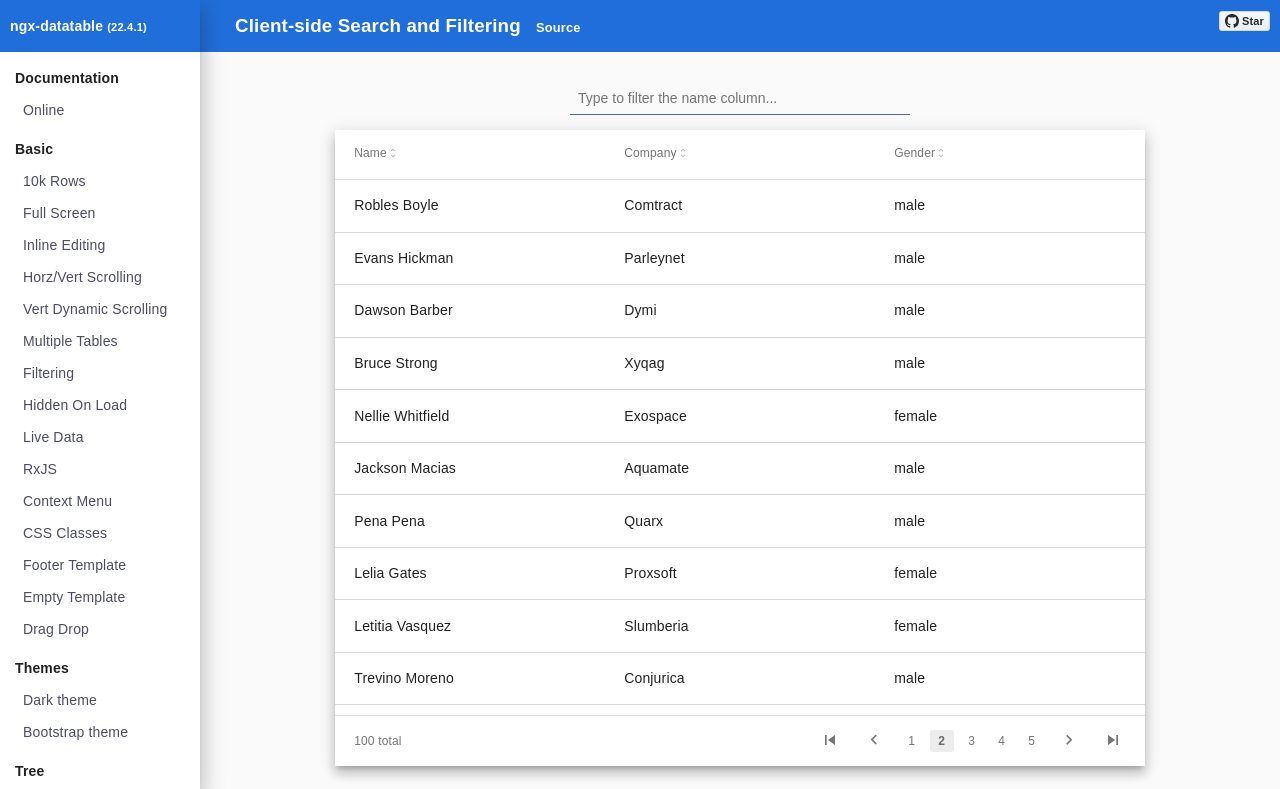 ngx-datatable (22.4.1)
Client-side Search and Filtering Source
Star
Documentation
Online
Basic
10k Rows
Full Screen
Inline Editing
Horz/Vert Scrolling
Vert Dynamic Scrolling
Multiple Tables
Filtering
Hidden On Load
Live Data
RxJS
Context Menu
CSS Classes
Footer Template
Empty Template
Drag Drop
Themes
Dark theme
Bootstrap theme
Tree
Type to filter the name column...
Name Company Gender
Robles Boyle Comtract male
Evans Hickman Parleynet male
Dawson Barber Dymi male
Bruce Strong Xyqag male
Nellie Whitfield Exospace female
Jackson Macias Aquamate male
Pena Pena Quarx male
Lelia Gates Proxsoft female
Letitia Vasquez Slumberia female
Trevino Moreno Conjurica male
100 total 1 2 3 4 5